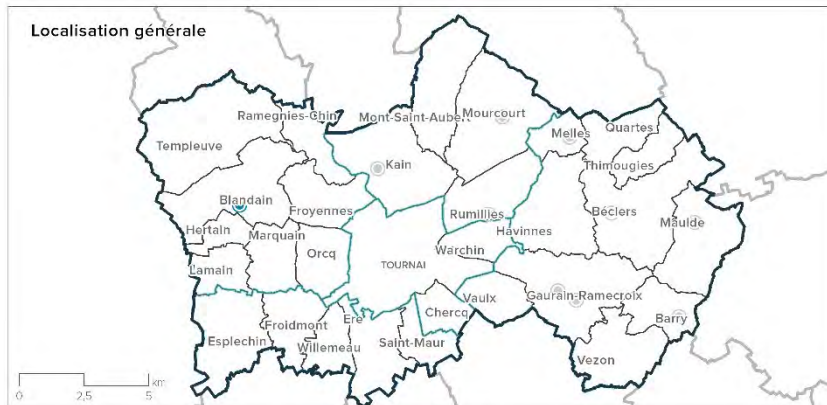 Localisation générale
Ramegnies-Chin
Mont-Saint-Aubert
Mourcourt
Melles
Quartes
Templeuve
Thimougies
Kain
Blandain
Froyennes
Rumillies
Béclers
Maulde
Hertain
Marquain
Orcq
Havinnes
Warchin
Lamain
TOURNAI
Vaulx
Gaurain-Ramecroix
Chercq
Barry
Froidmont
Ere
Esplechin
Willemeau
Saint-Maur
Vezon
0 2,5 5 km